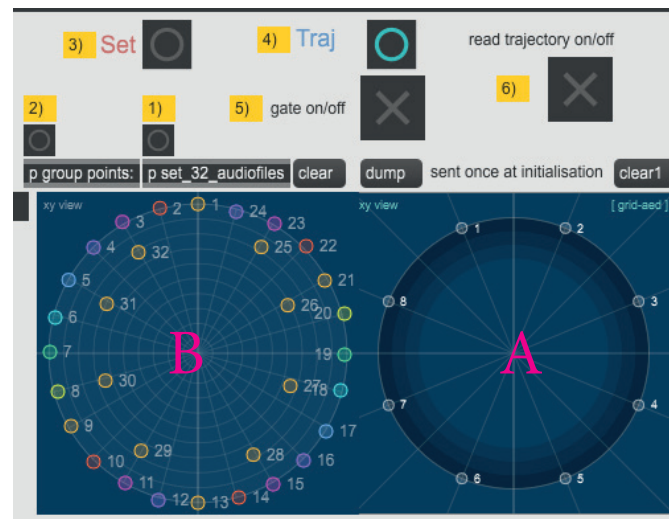 3) Set
4) Traj
read trajectory on/off
2)
1)
5) gate on/off
6)
p group points:
p set_32_audiofiles
clear
dump
sent once at initialisation
clear1
xy view
1
2
3
4
5
6
7
8
9
10
11
12
13
14
15
16
17
18
19
20
21
22
23
24
25
26
27
28
29
30
31
32
B
xy view
[ grid-aed ]
1
2
3
4
5
6
7
8
A